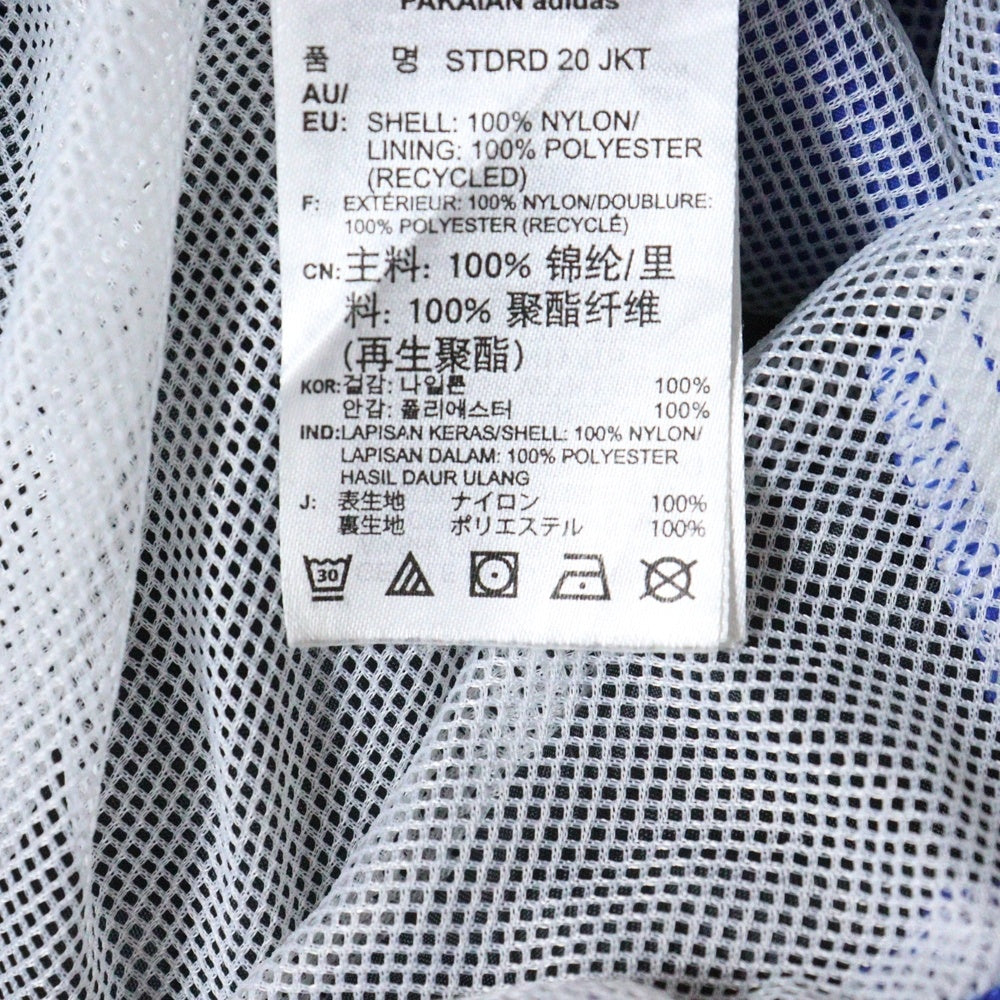 PAKAIAN adidas
품 명 STDRD 20 JKT
AU/
EU: SHELL: 100% NYLON/
LINING: 100% POLYESTER
(RECYCLED)
F: EXTÉRIEUR: 100% NYLON/DOUBLURE:
100% POLYESTER (RECYCLÉ)
CN: 主料: 100% 锦纶/里
料: 100% 聚酯纤维
(再生聚酯)
KOR: 겉감: 나일론 100%
안감: 폴리에스터 100%
IND: LAPISAN KERAS/SHELL: 100% NYLON/
LAPISAN DALAM: 100% POLYESTER
HASIL DAUR ULANG
J: 表生地 ナイロン 100%
裏生地 ポリエステル 100%
30